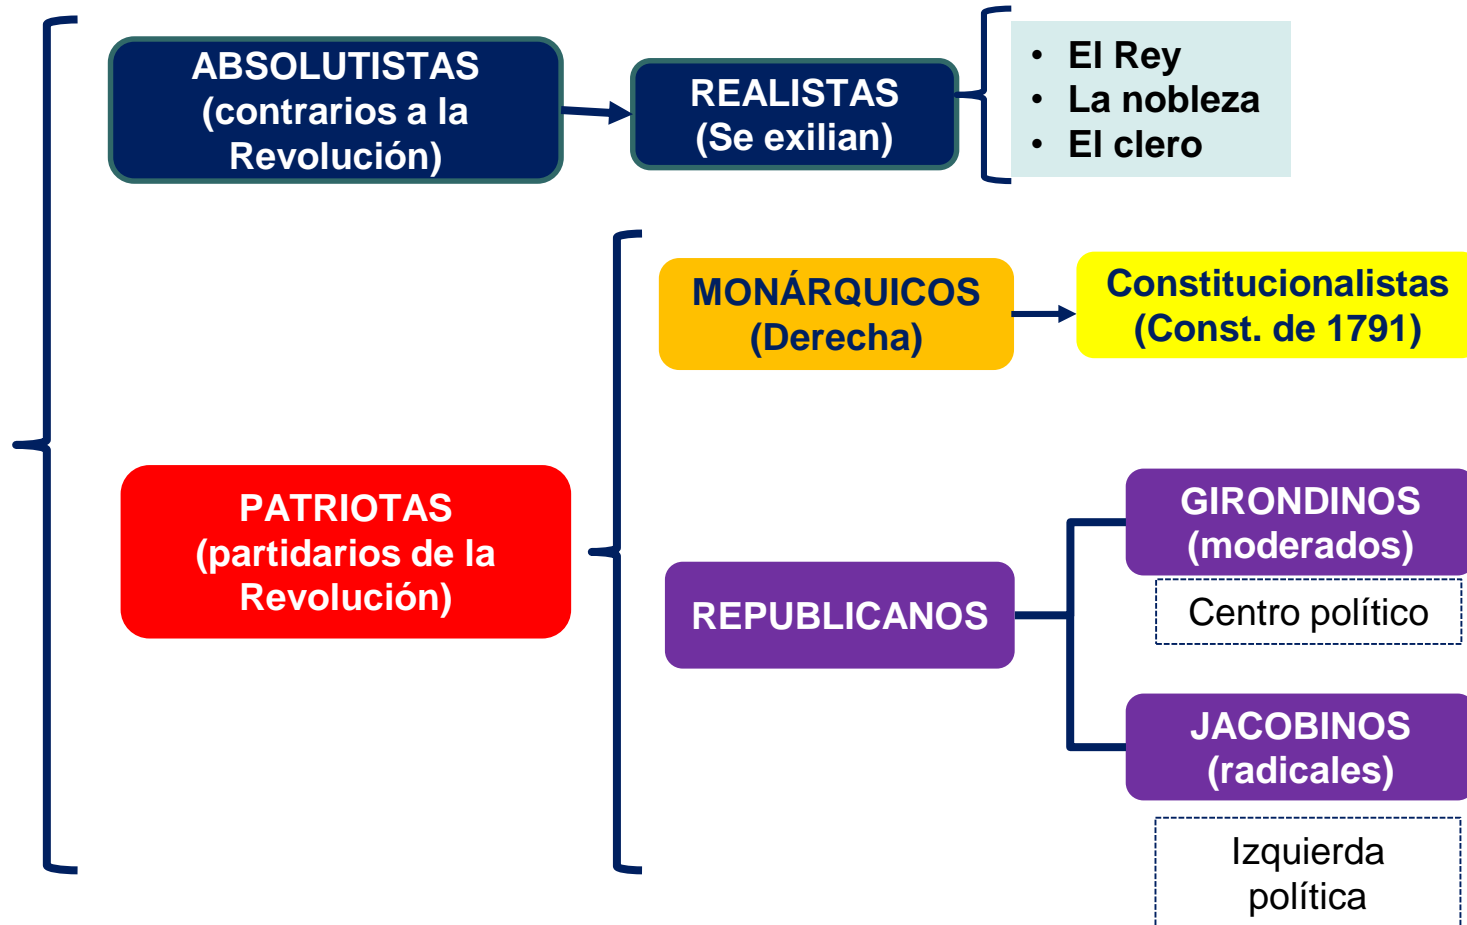 ABSOLUTISTAS
(contrarios a la
Revolución)
REALISTAS
(Se exilian)
• El Rey
• La nobleza
• El clero
MONÁRQUICOS
(Derecha)
Constitucionalistas
(Const. de 1791)
PATRIOTAS
(partidarios de la
Revolución)
REPUBLICANOS
GIRONDINOS
(moderados)
Centro político
JACOBINOS
(radicales)
Izquierda
política